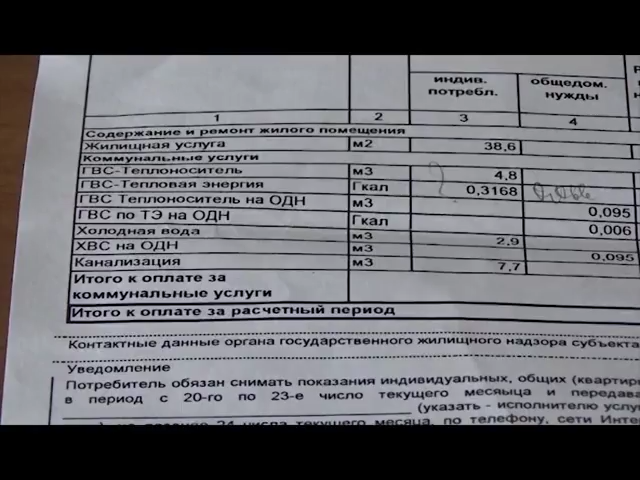 индив. потребл.
общедом. нужды
1 2 3 4
Содержание и ремонт жилого помещения
Жилищная услуга м2 38,6
Коммунальные услуги
ГВС-Теплоноситель м3 4,8
ГВС-Тепловая энергия Гкал 0,3168
ГВС Теплоноситель на ОДН м3 0,095
ГВС по ТЭ на ОДН Гкал 0,006
Холодная вода м3 2,9
ХВС на ОДН м3 0,095
Канализация м3 7,7
Итого к оплате за
коммунальные услуги
Итого к оплате за расчетный период
Контактные данные органа государственного жилищного надзора субъекта
Уведомление
Потребитель обязан снимать показания индивидуальных, общих (квартир
в период с 20-го по 23-е число текущего месяыца и передава
(указать - исполнителю услу
24 числа текущего месяца, по телефону, сети Инте